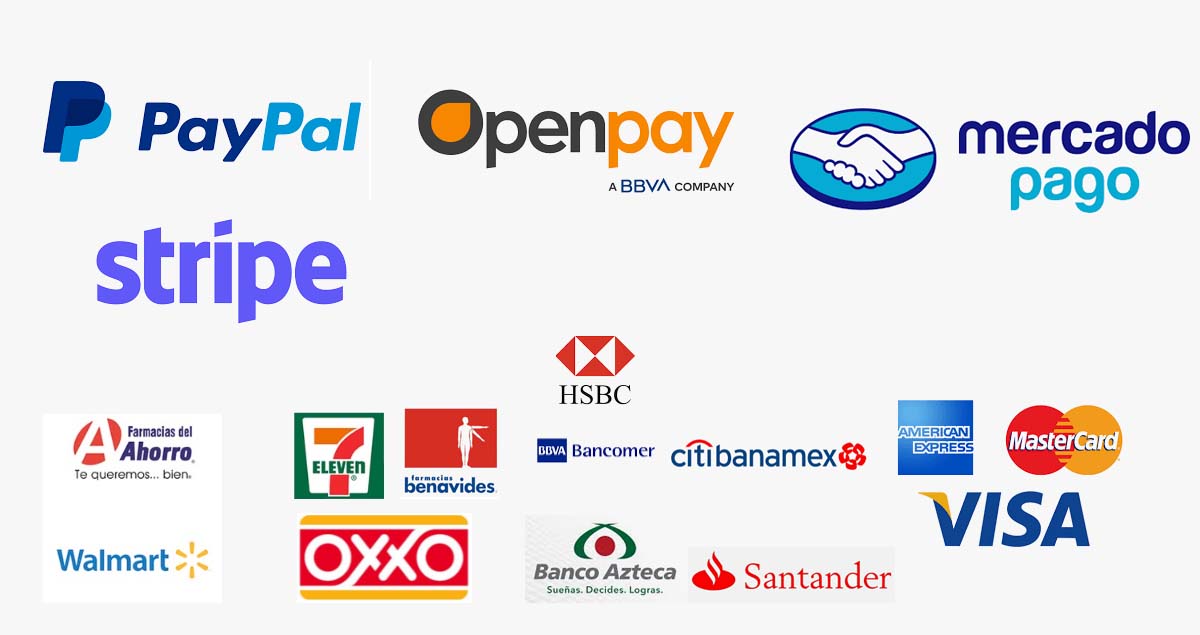 PayPal
Openpay
A BBVA COMPANY
mercado
pago
stripe
HSBC
Farmacias del
Ahorro®
Te queremos... bien®
7
ELEVEN®
farmacias
benavides
BBVA Bancomer
citibanamex
AMERICAN
EXPRESS
MasterCard
VISA
Walmart
OXXO
Banco Azteca
Sueñas. Decides. Logras.
Santander